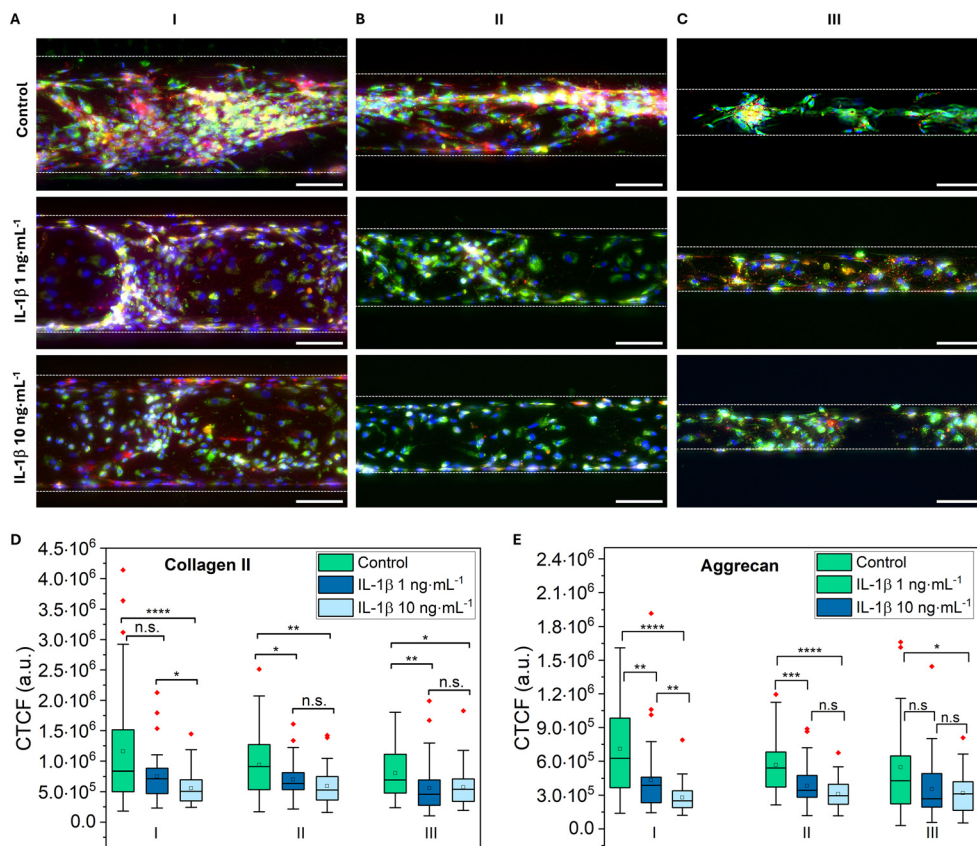 A I B II C III
Control
IL-1β 1 ng·mL⁻¹
IL-1β 10 ng·mL⁻¹
D
Collagen II
Control
IL-1β 1 ng·mL⁻¹
IL-1β 10 ng·mL⁻¹
CTCF (a.u.)
4.5·10⁶
4.0·10⁶
3.5·10⁶
3.0·10⁶
2.5·10⁶
2.0·10⁶
1.5·10⁶
1.0·10⁶
5.0·10⁵
0.0
****
n.s.
*
**
*
n.s.
*
**
n.s.
I II III
E
Aggrecan
Control
IL-1β 1 ng·mL⁻¹
IL-1β 10 ng·mL⁻¹
CTCF (a.u.)
2.4·10⁶
2.1·10⁶
1.8·10⁶
1.5·10⁶
1.2·10⁶
9.0·10⁵
6.0·10⁵
3.0·10⁵
0.0
****
**
**
****
***
n.s
*
n.s
n.s
I II III